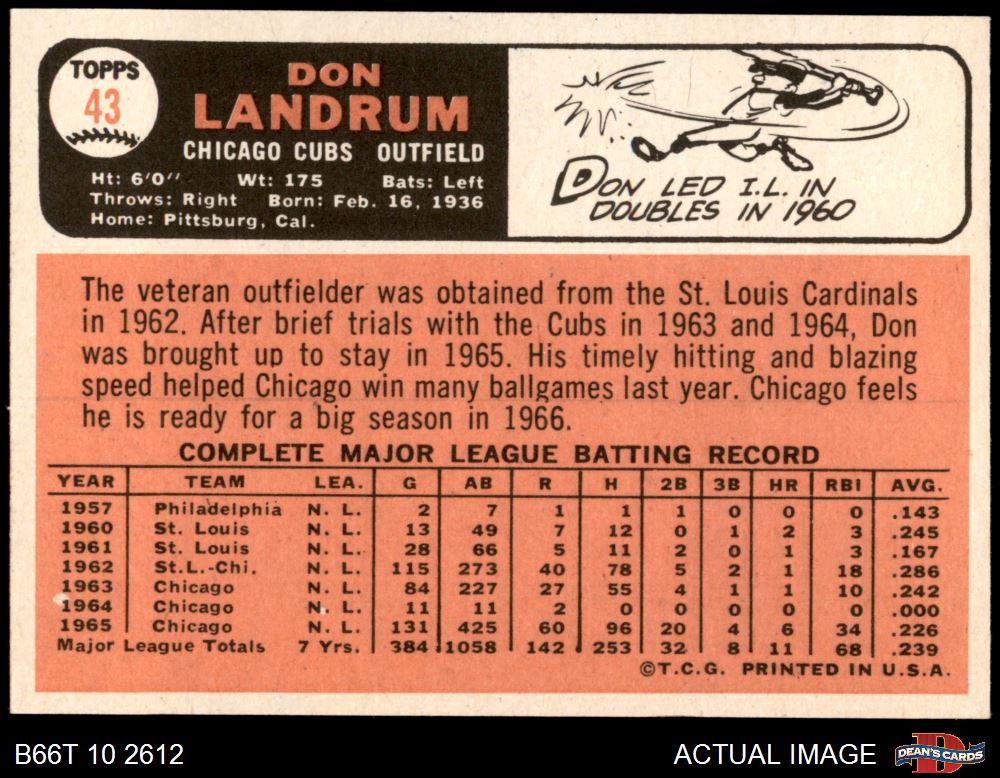 TOPPS
43
DON
LANDRUM
CHICAGO CUBS OUTFIELD
Ht: 6'0" Wt: 175 Bats: Left
Throws: Right Born: Feb. 16, 1936
Home: Pittsburg, Cal.
DON LED I.L. IN
DOUBLES IN 1960
The veteran outfielder was obtained from the St. Louis Cardinals
in 1962. After brief trials with the Cubs in 1963 and 1964, Don
was brought up to stay in 1965. His timely hitting and blazing
speed helped Chicago win many ballgames last year. Chicago feels
he is ready for a big season in 1966.
COMPLETE MAJOR LEAGUE BATTING RECORD
YEAR TEAM LEA. G AB R H 2B 3B HR RBI AVG.
1957 Philadelphia N. L. 2 7 1 1 1 0 0 0 .143
1960 St. Louis N. L. 13 49 7 12 0 1 2 3 .245
1961 St. Louis N. L. 28 66 5 11 2 0 1 3 .167
1962 St.L.-Chi. N. L. 115 273 40 78 5 2 1 18 .286
1963 Chicago N. L. 84 227 27 55 4 1 1 10 .242
1964 Chicago N. L. 11 11 2 0 0 0 0 0 .000
1965 Chicago N. L. 131 425 60 96 20 4 6 34 .226
Major League Totals 7 Yrs. 384 1058 142 253 32 8 11 68 .239
©T.C.G. PRINTED IN U.S.A.
B66T 10 2612
ACTUAL IMAGE
D
DEAN'S CARDS